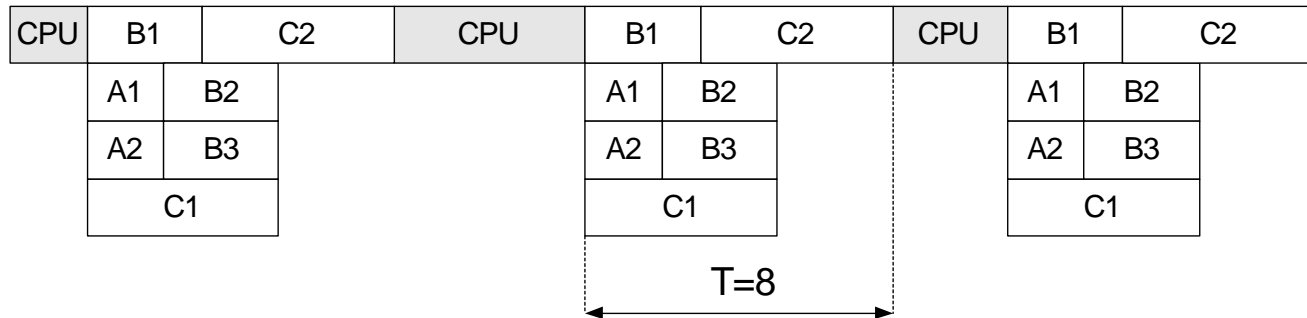 CPU B1 C2 CPU B1 C2 CPU B1 C2
A1 B2 A1 B2 A1 B2
A2 B3 A2 B3 A2 B3
C1 C1 C1
T=8